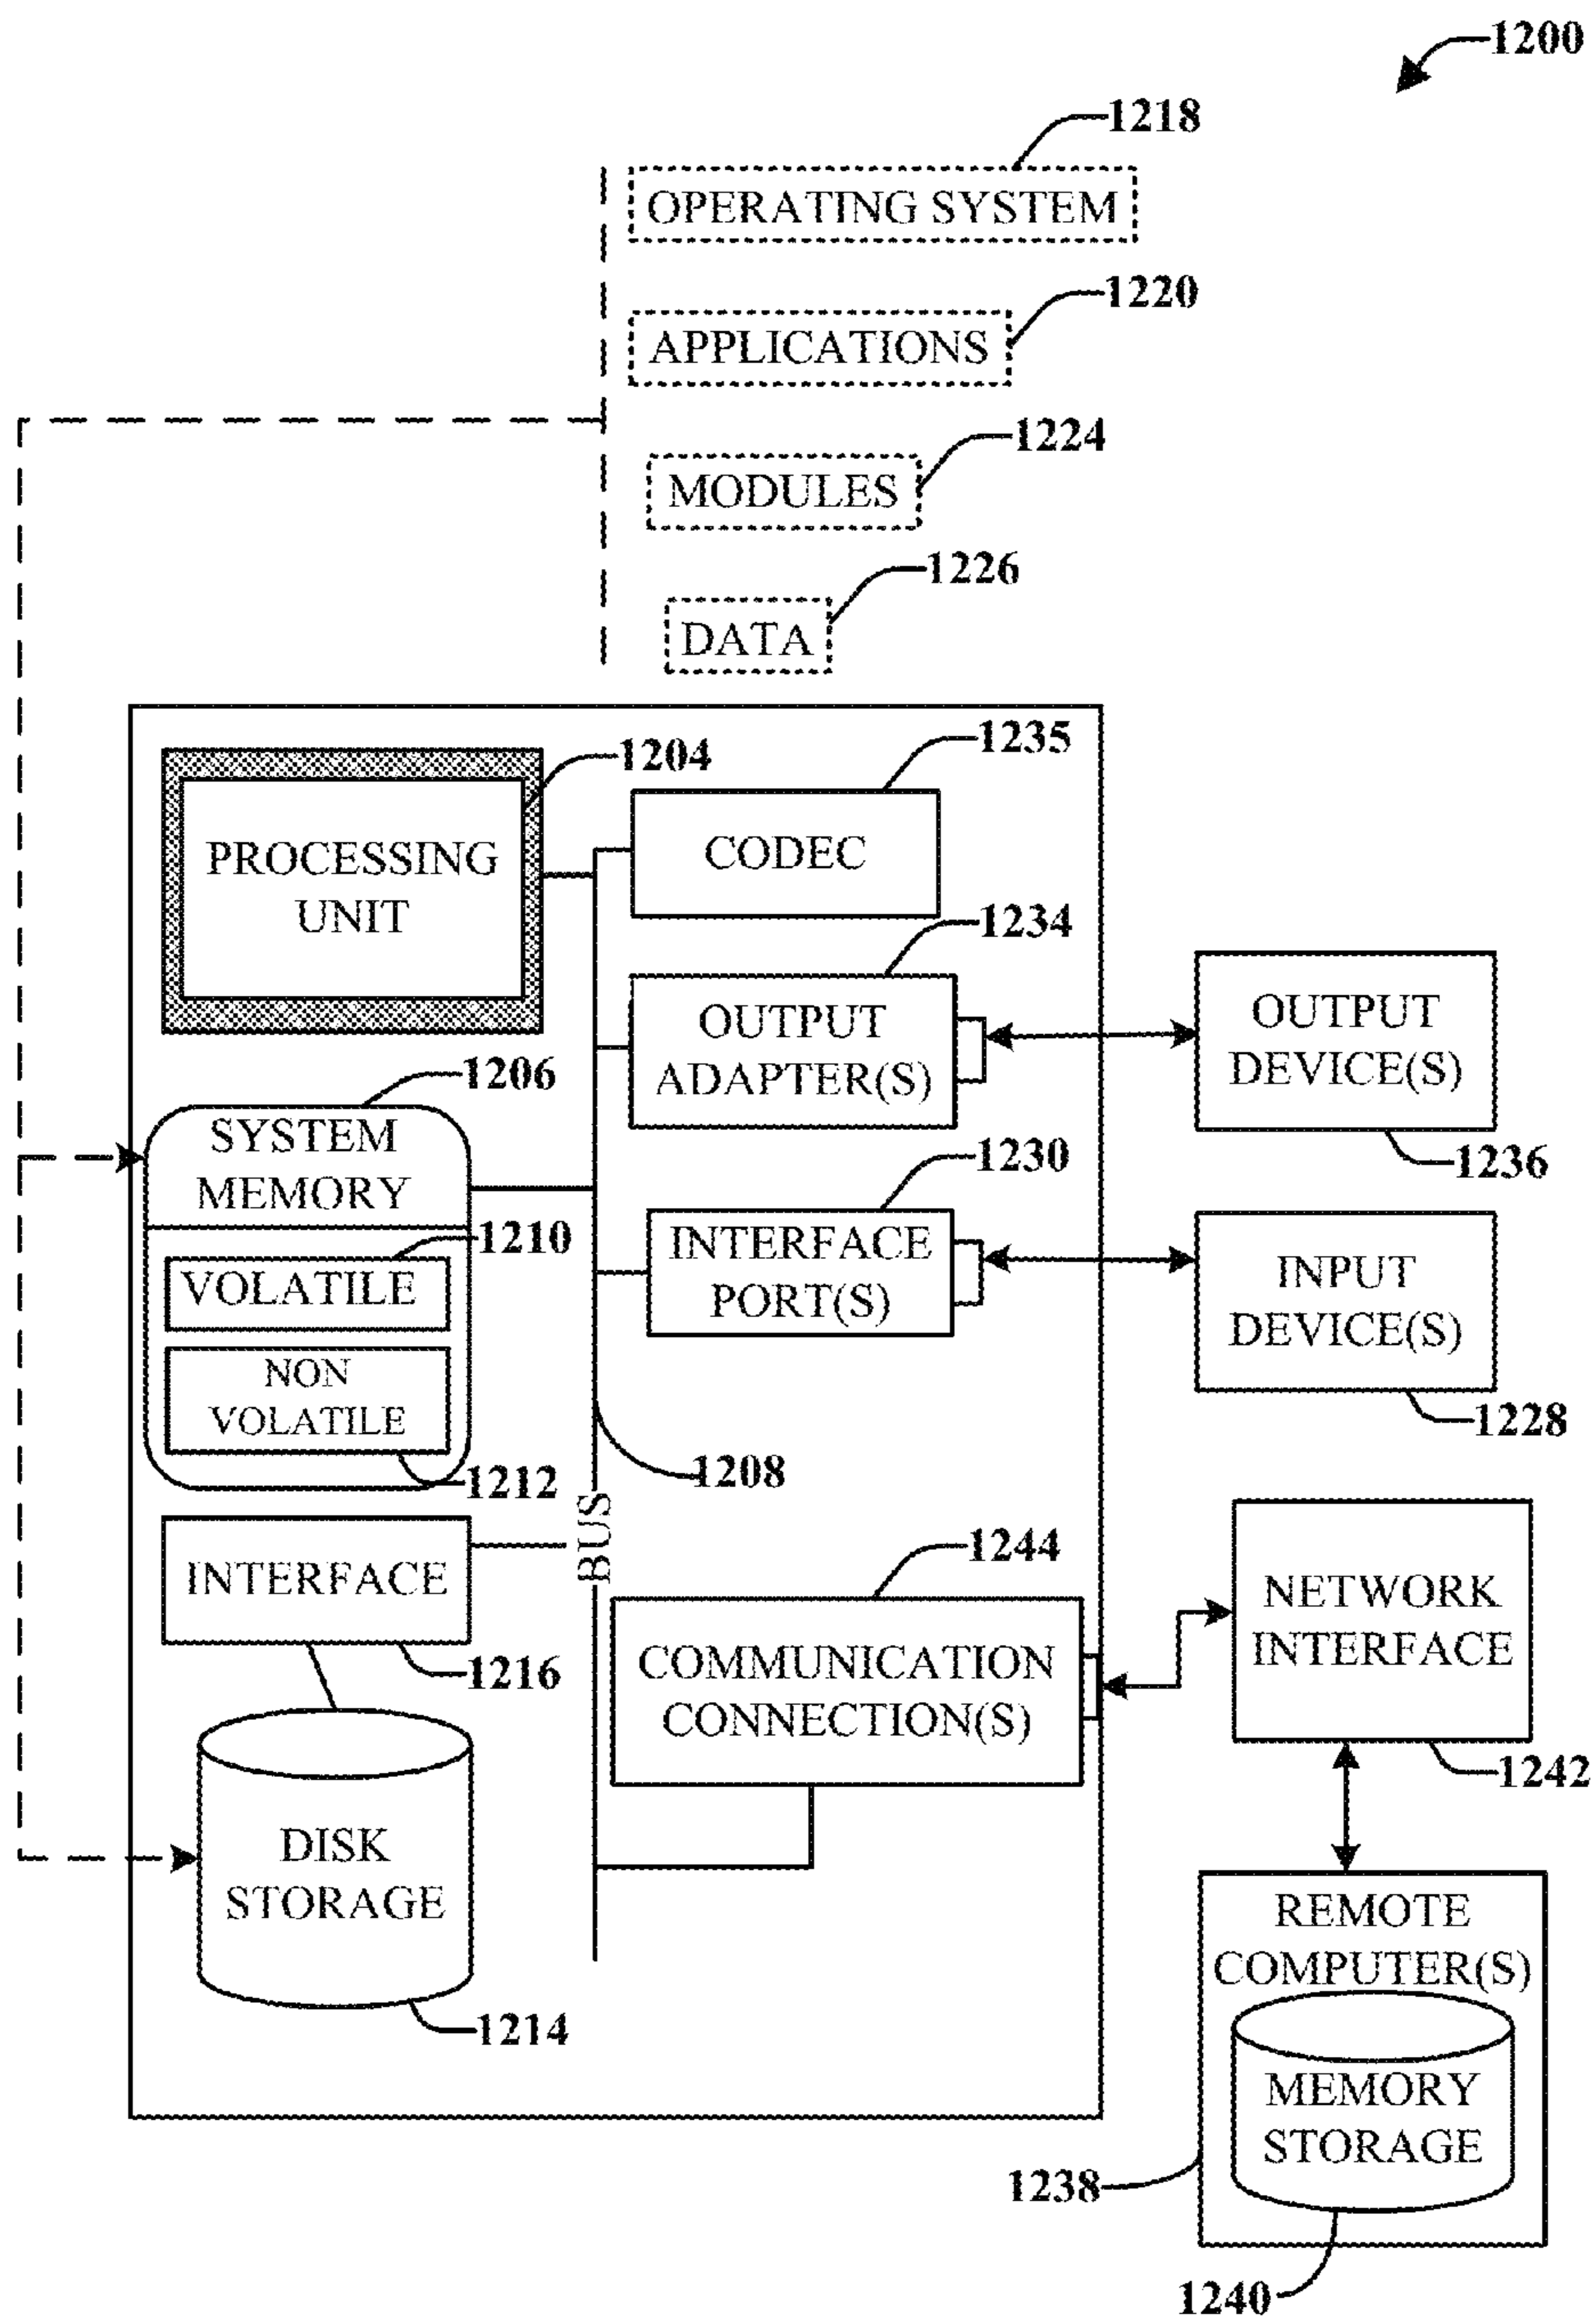 1200
1218
OPERATING SYSTEM
1220
APPLICATIONS
1224
MODULES
1226
DATA
1204
PROCESSING
UNIT
1235
CODEC
1234
OUTPUT
ADAPTER(S)
OUTPUT
DEVICE(S)
1236
1206
SYSTEM
MEMORY
1210
VOLATILE
NON
VOLATILE
1212
1230
INTERFACE
PORT(S)
INPUT
DEVICE(S)
1228
1208
BUS
INTERFACE
1216
1244
COMMUNICATION
CONNECTION(S)
NETWORK
INTERFACE
1242
DISK
STORAGE
1214
REMOTE
COMPUTER(S)
MEMORY
STORAGE
1238
1240